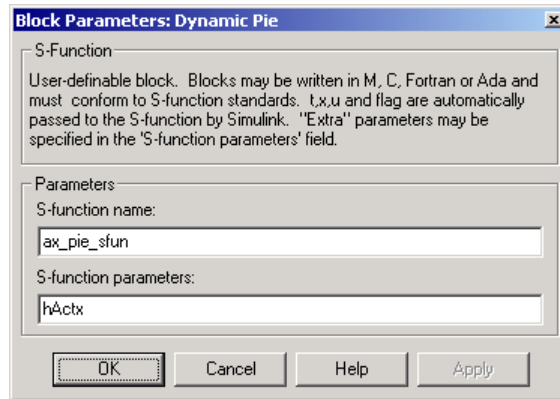 Block Parameters: Dynamic Pie
S-Function
User-definable block.  Blocks may be written in M, C, Fortran or Ada and
must  conform to S-function standards.  t,x,u and flag are automatically
passed to the S-function by Simulink.  "Extra" parameters may be
specified in the 'S-function parameters' field.
Parameters
S-function name:
ax_pie_sfun
S-function parameters:
hActx
OK Cancel Help Apply